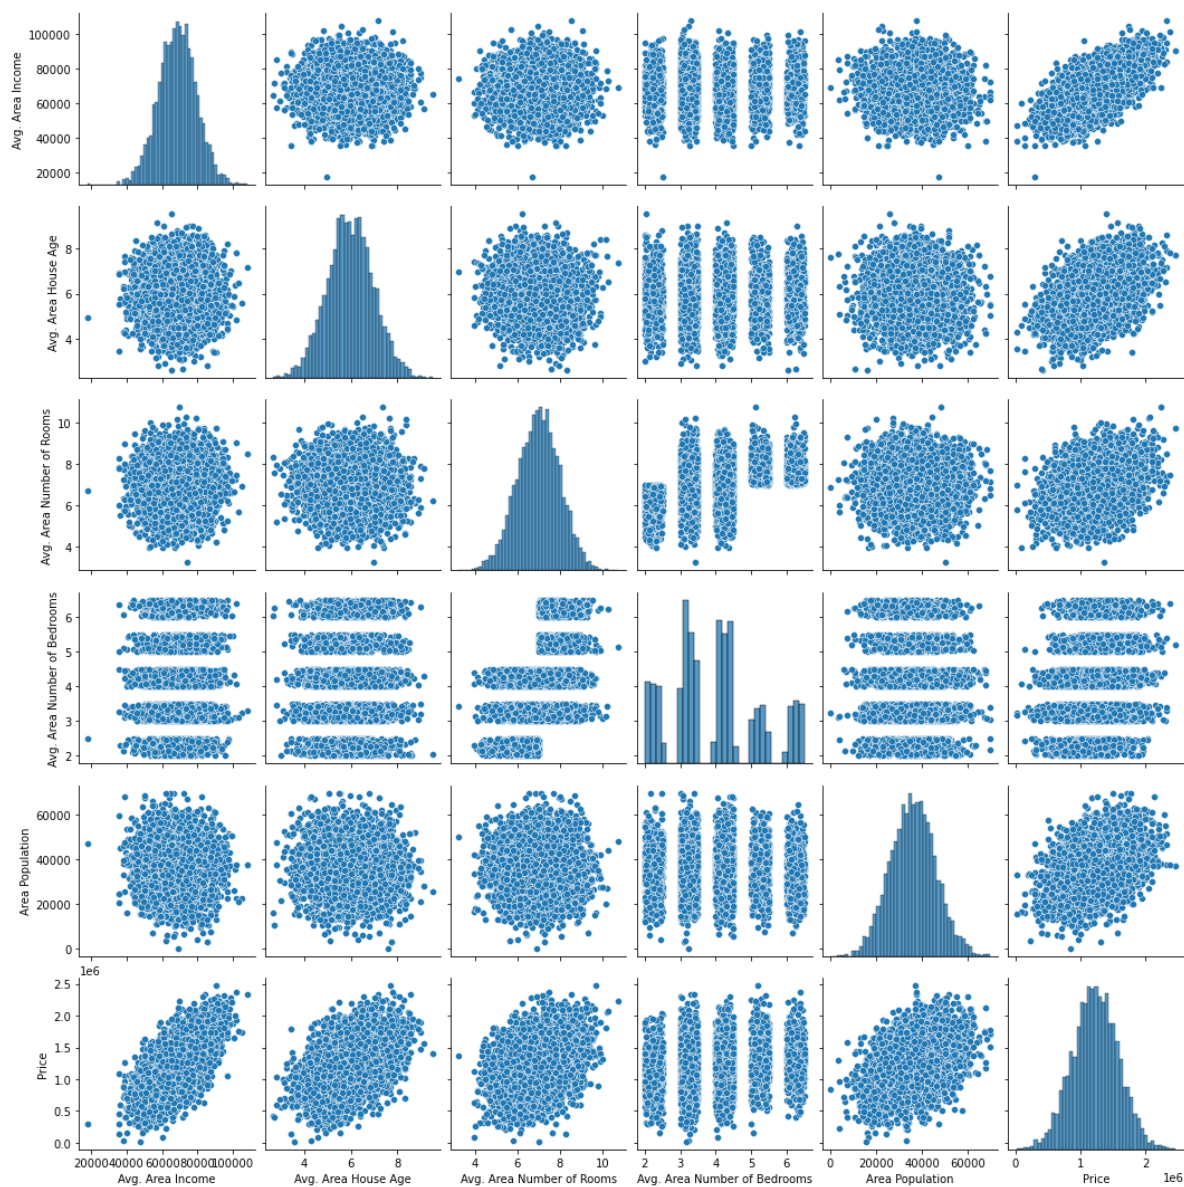 100000
80000
60000
40000
20000
Avg. Area Income
8
6
4
Avg. Area House Age
10
8
6
4
Avg. Area Number of Rooms
6
5
4
3
2
Avg. Area Number of Bedrooms
60000
40000
20000
0
Area Population
1e6
2.5
2.0
1.5
1.0
0.5
0.0
Price
20000 40000 60000 80000 100000
Avg. Area Income
4 6 8
Avg. Area House Age
4 6 8 10
Avg. Area Number of Rooms
2 3 4 5 6
Avg. Area Number of Bedrooms
0 20000 40000 60000
Area Population
0 1 2
Price
1e6